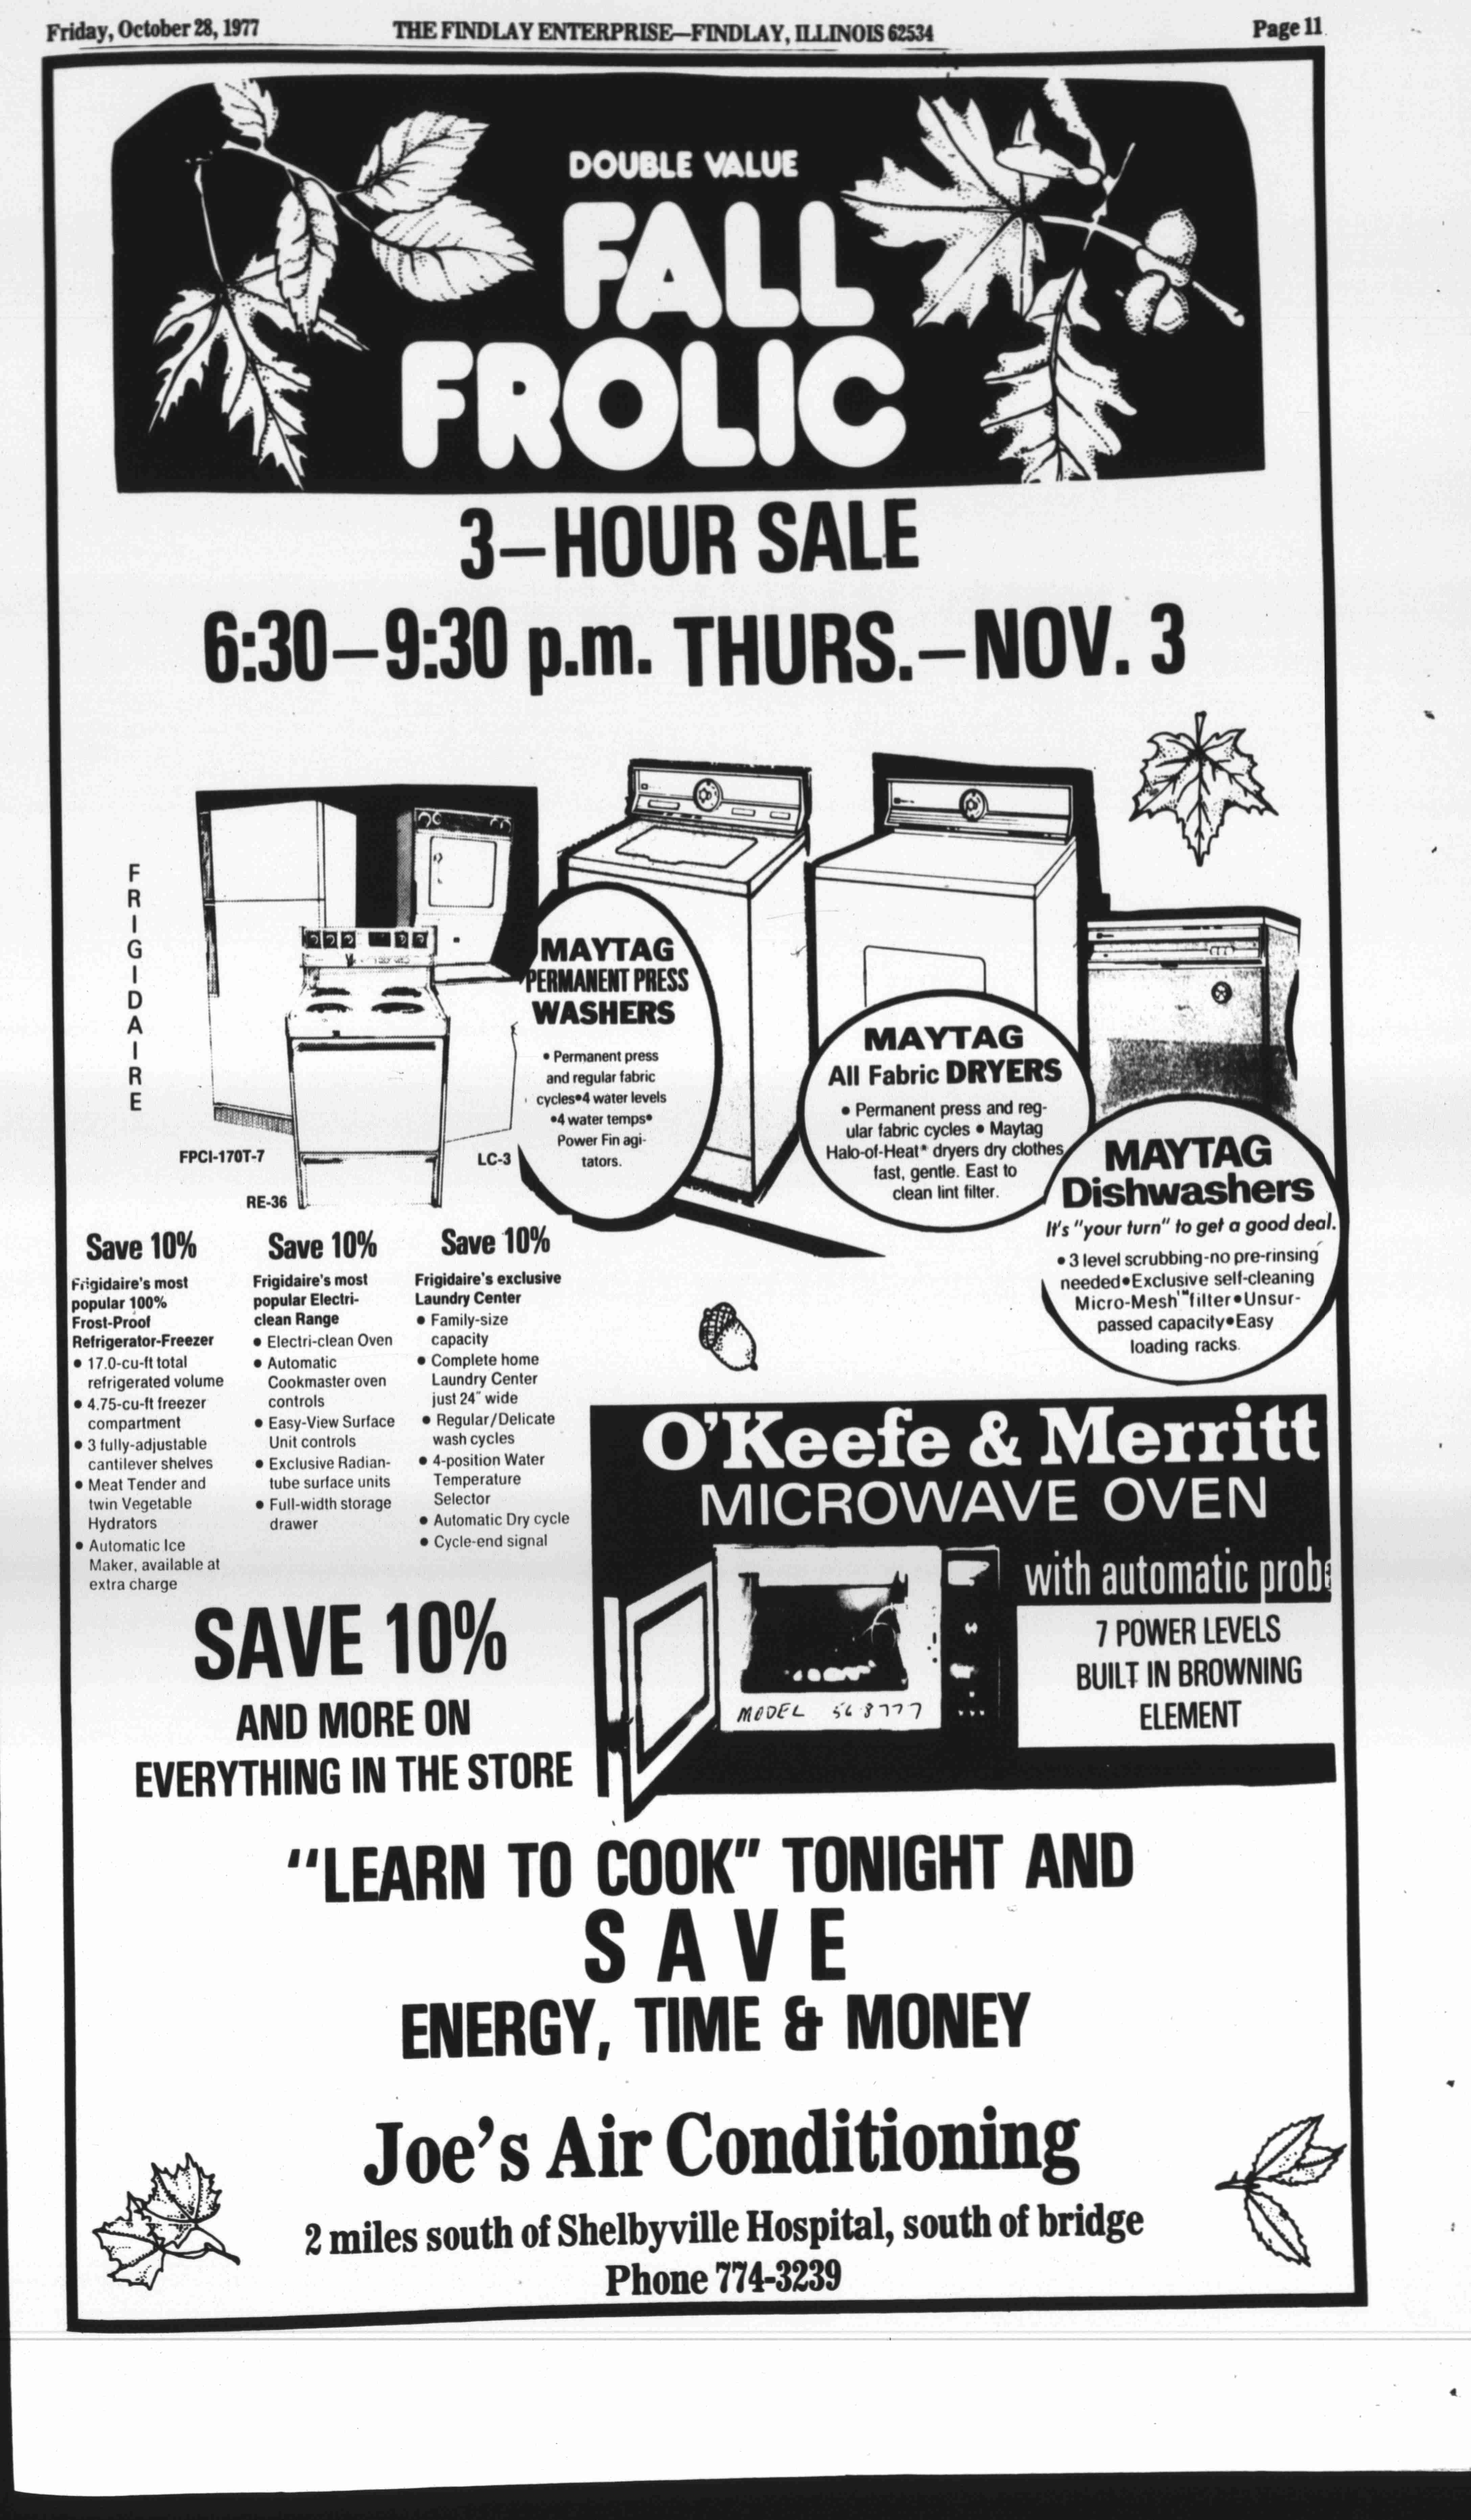 Friday, October 28, 1977
THE FINDLAY ENTERPRISE—FINDLAY, ILLINOIS 62534
Page 11
DOUBLE VALUE
FALL
FROLIC
3—HOUR SALE
6:30—9:30 p.m. THURS.—NOV. 3
FRIGIDAIRE
FPCI-170T-7
RE-36
LC-3
MAYTAG
PERMANENT PRESS
WASHERS
• Permanent press
and regular fabric
cycles•4 water levels
•4 water temps•
Power Fin agi-
tators.
MAYTAG
All Fabric DRYERS
• Permanent press and reg-
ular fabric cycles • Maytag
Halo-of-Heat* dryers dry clothes
fast, gentle. East to
clean lint filter.
MAYTAG
Dishwashers
It's "your turn" to get a good deal.
• 3 level scrubbing-no pre-rinsing
needed•Exclusive self-cleaning
Micro-Mesh™filter•Unsur-
passed capacity•Easy
loading racks.
Save 10%
Frigidaire's most
popular 100%
Frost-Proof
Refrigerator-Freezer
• 17.0-cu-ft total
refrigerated volume
• 4.75-cu-ft freezer
compartment
• 3 fully-adjustable
cantilever shelves
• Meat Tender and
twin Vegetable
Hydrators
• Automatic Ice
Maker, available at
extra charge
Save 10%
Frigidaire's most
popular Electri-
clean Range
• Electri-clean Oven
• Automatic
Cookmaster oven
controls
• Easy-View Surface
Unit controls
• Exclusive Radian-
tube surface units
• Full-width storage
drawer
Save 10%
Frigidaire's exclusive
Laundry Center
• Family-size
capacity
• Complete home
Laundry Center
just 24" wide
• Regular/Delicate
wash cycles
• 4-position Water
Temperature
Selector
• Automatic Dry cycle
• Cycle-end signal
O'Keefe & Merritt
MICROWAVE OVEN
with automatic probe
MODEL 56-8777
7 POWER LEVELS
BUILT IN BROWNING
ELEMENT
SAVE 10%
AND MORE ON
EVERYTHING IN THE STORE
"LEARN TO COOK" TONIGHT AND
SAVE
ENERGY, TIME & MONEY
Joe's Air Conditioning
2 miles south of Shelbyville Hospital, south of bridge
Phone 774-3239